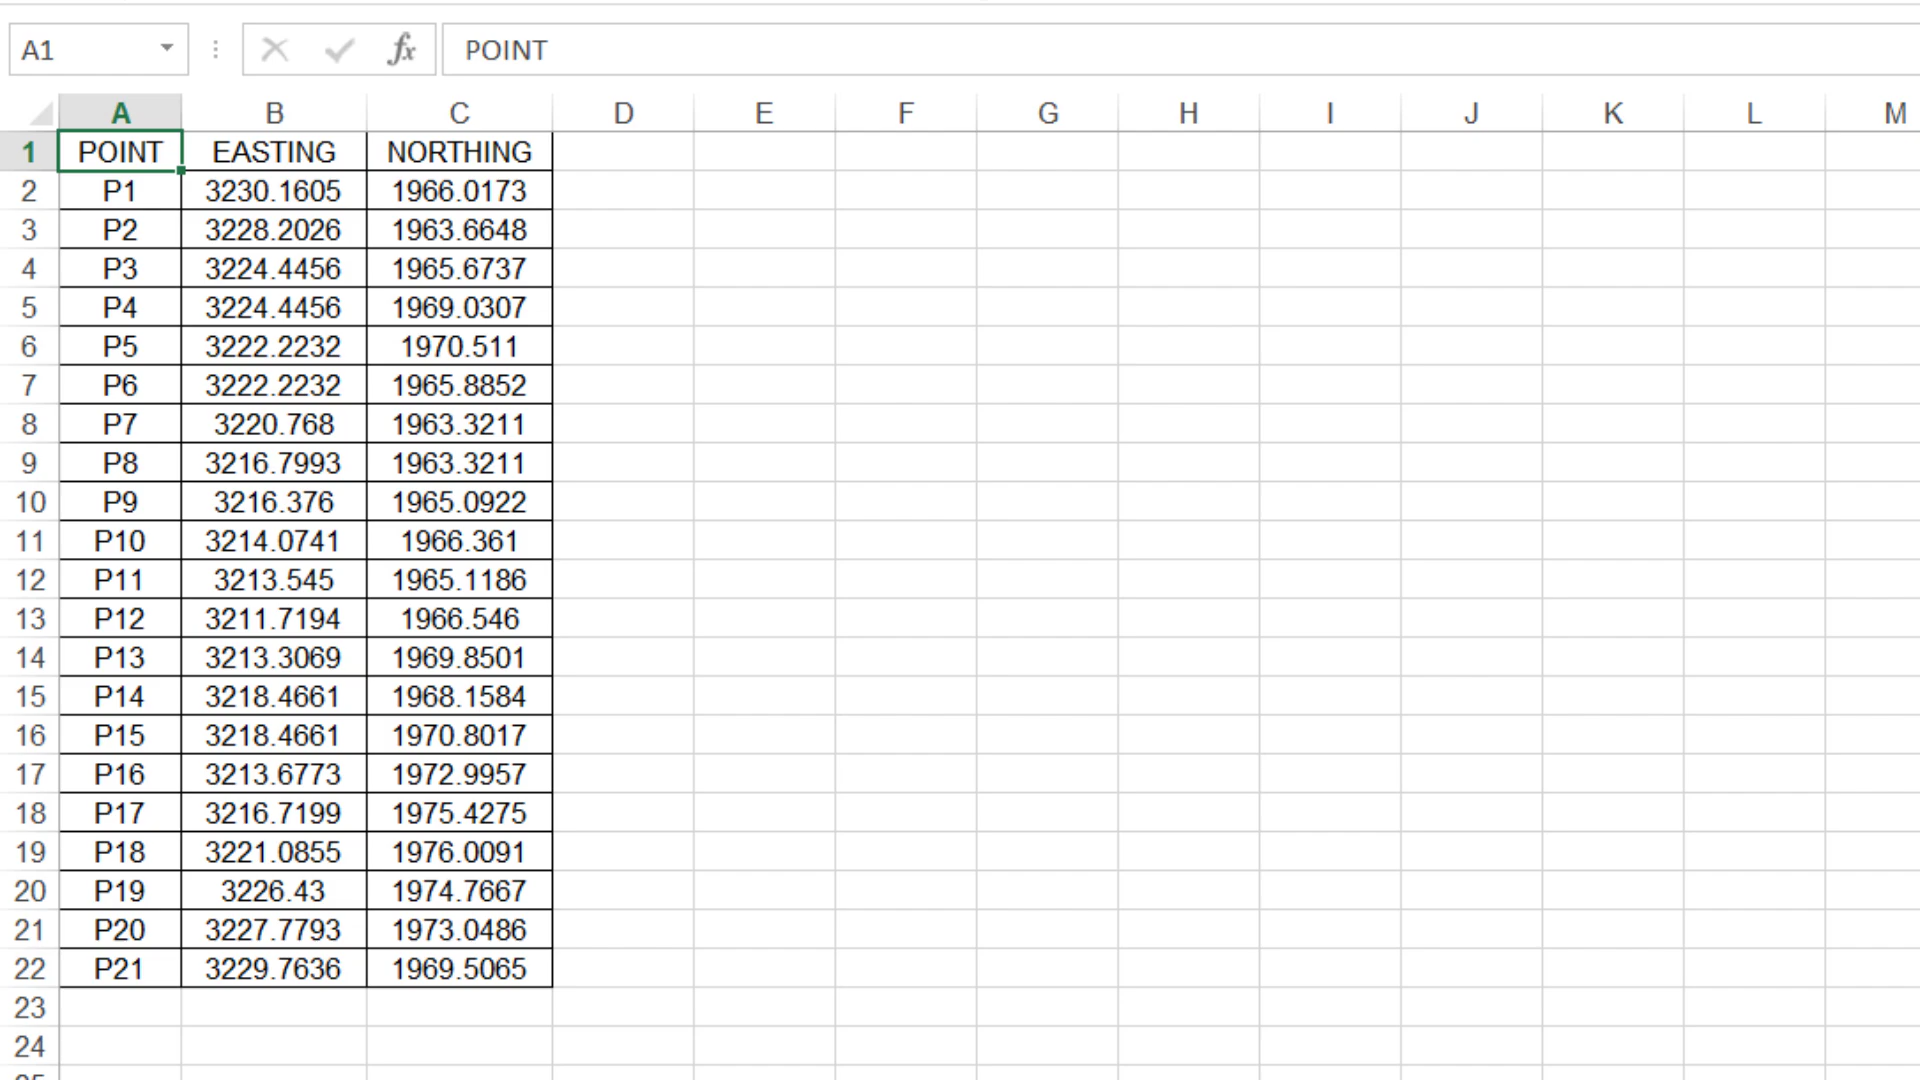 A1 fx POINT
A B C D E F G H I J K L M
1 POINT EASTING NORTHING
2 P1 3230.1605 1966.0173
3 P2 3228.2026 1963.6648
4 P3 3224.4456 1965.6737
5 P4 3224.4456 1969.0307
6 P5 3222.2232 1970.511
7 P6 3222.2232 1965.8852
8 P7 3220.768 1963.3211
9 P8 3216.7993 1963.3211
10 P9 3216.376 1965.0922
11 P10 3214.0741 1966.361
12 P11 3213.545 1965.1186
13 P12 3211.7194 1966.546
14 P13 3213.3069 1969.8501
15 P14 3218.4661 1968.1584
16 P15 3218.4661 1970.8017
17 P16 3213.6773 1972.9957
18 P17 3216.7199 1975.4275
19 P18 3221.0855 1976.0091
20 P19 3226.43 1974.7667
21 P20 3227.7793 1973.0486
22 P21 3229.7636 1969.5065
23
24